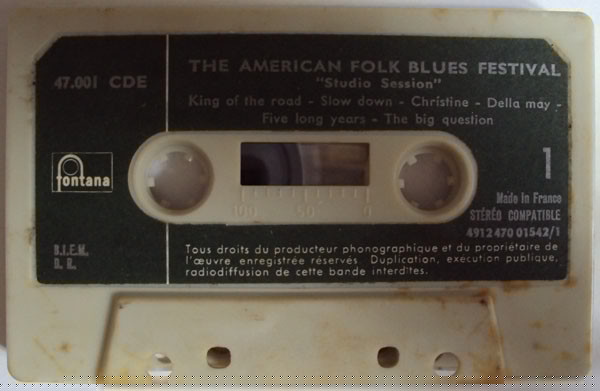 47.001 CDE
THE AMERICAN FOLK BLUES FESTIVAL
"Studio Session"
King of the road - Slow down - Christine - Della may -
Five long years - The big question
fontana
1
100 50 0
Made in France
STÉRÉO COMPATIBLE
4912 470 01542/1
B.I.E.M.
D. R.
Tous droits du producteur phonographique et du propriétaire de
l'œuvre enregistrée réservés. Duplication, exécution publique,
radiodiffusion de cette bande interdites.